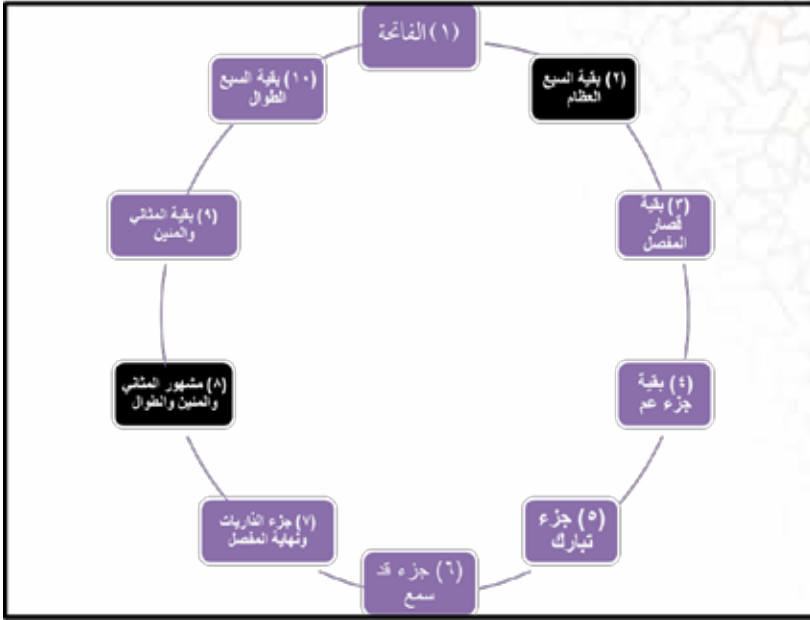 (١) الفاتحة
(٢) بقية السبع
العظام
(٣) بقية
قصار
المفصل
(٤) بقية
جزء عم
(٥) جزء
تبارك
(٦) جزء قد
سمع
(٧) جزء الذاريات
ونهاية المفصل
(٨) مشهور المثاني
والمئين والطوال
(٩) بقية المثاني
والمئين
(١٠) بقية السبع
الطوال